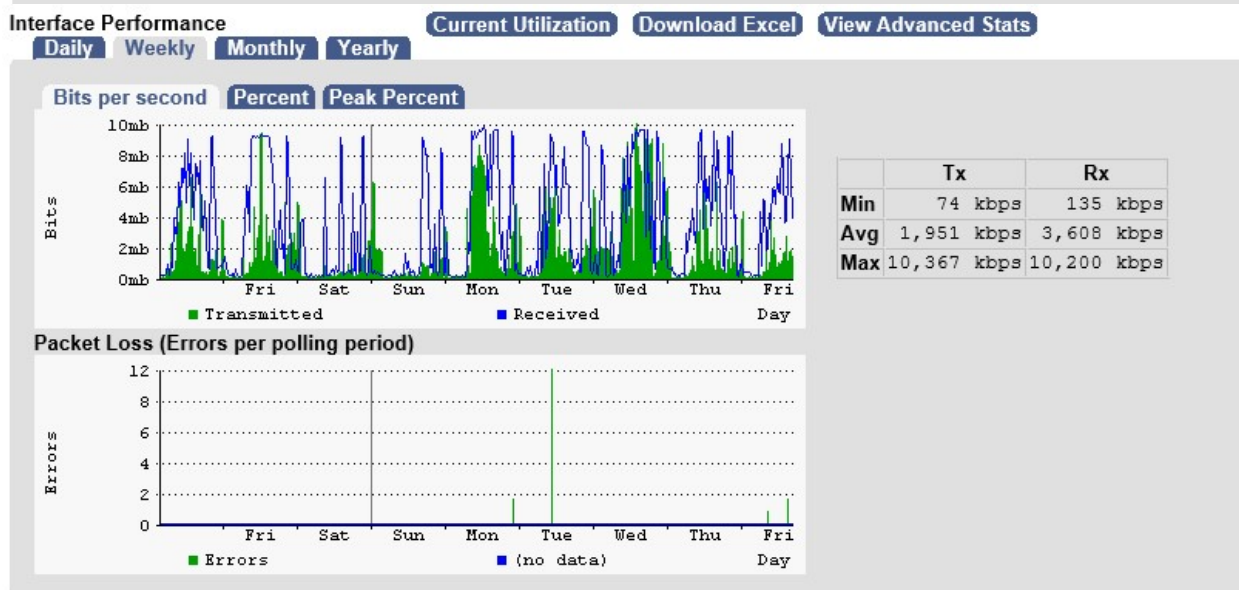 Interface Performance Current Utilization Download Excel View Advanced Stats
Daily Weekly Monthly Yearly
Bits per second Percent Peak Percent
10mb
8mb
6mb
4mb
2mb
0mb
Bits
Fri Sat Sun Mon Tue Wed Thu Fri
Transmitted Received Day
Tx Rx
Min 74 kbps 135 kbps
Avg 1,951 kbps 3,608 kbps
Max 10,367 kbps 10,200 kbps
Packet Loss (Errors per polling period)
12
8
6
4
2
0
Errors
Fri Sat Sun Mon Tue Wed Thu Fri
Errors (no data) Day